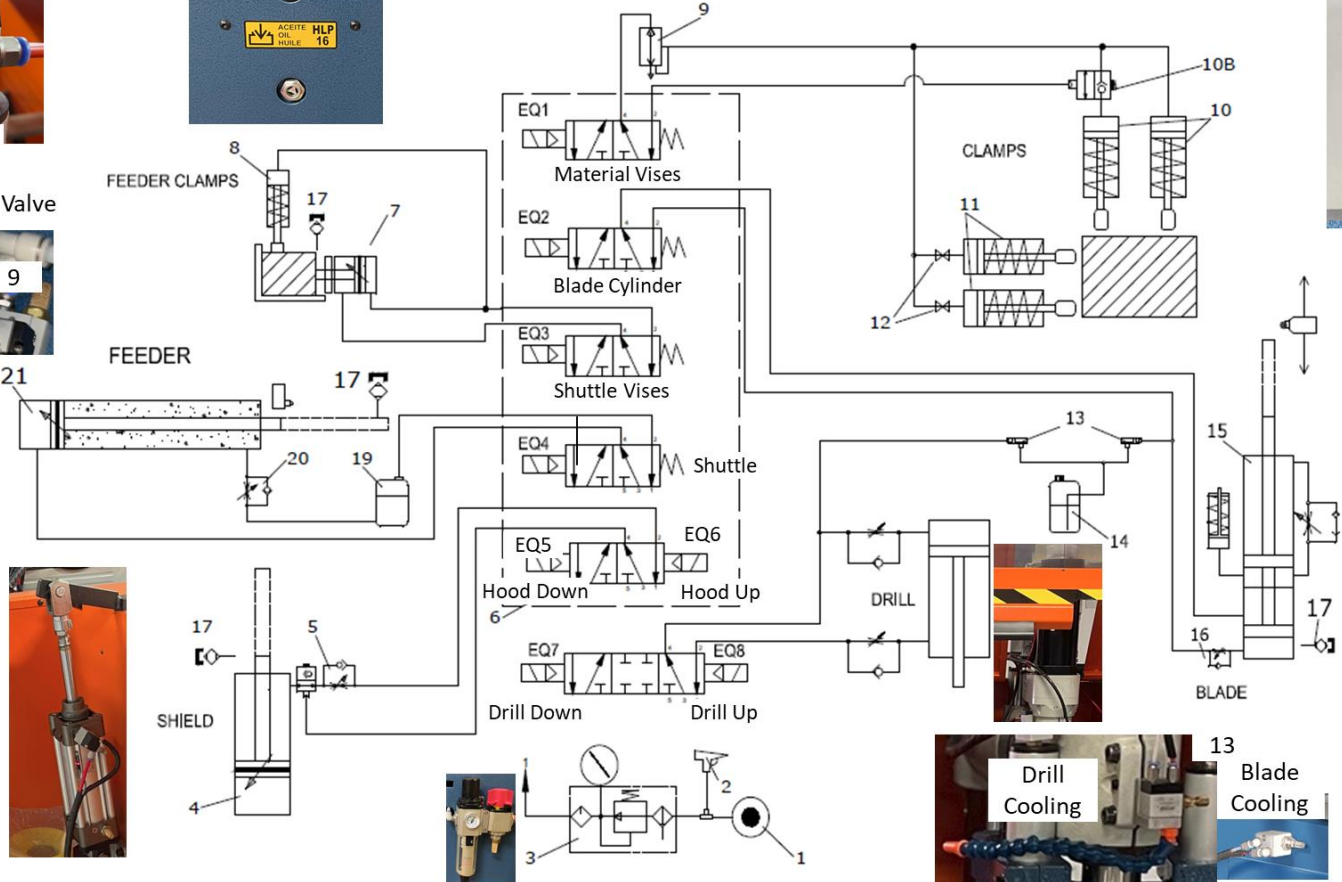 ACEITE
OIL
HUILE
HLP
16
9
10B
10
EQ1
Material Vises
CLAMPS
8
FEEDER CLAMPS
17
7
Valve
9
EQ2
Blade Cylinder
11
12
EQ3
Shuttle Vises
FEEDER
21
17
EQ4
Shuttle
20
19
13
15
14
EQ5
EQ6
Hood Down
Hood Up
6
DRILL
17
5
SHIELD
4
EQ7
EQ8
Drill Down
Drill Up
16
17
BLADE
1
2
3
1
Drill
Cooling
13
Blade
Cooling